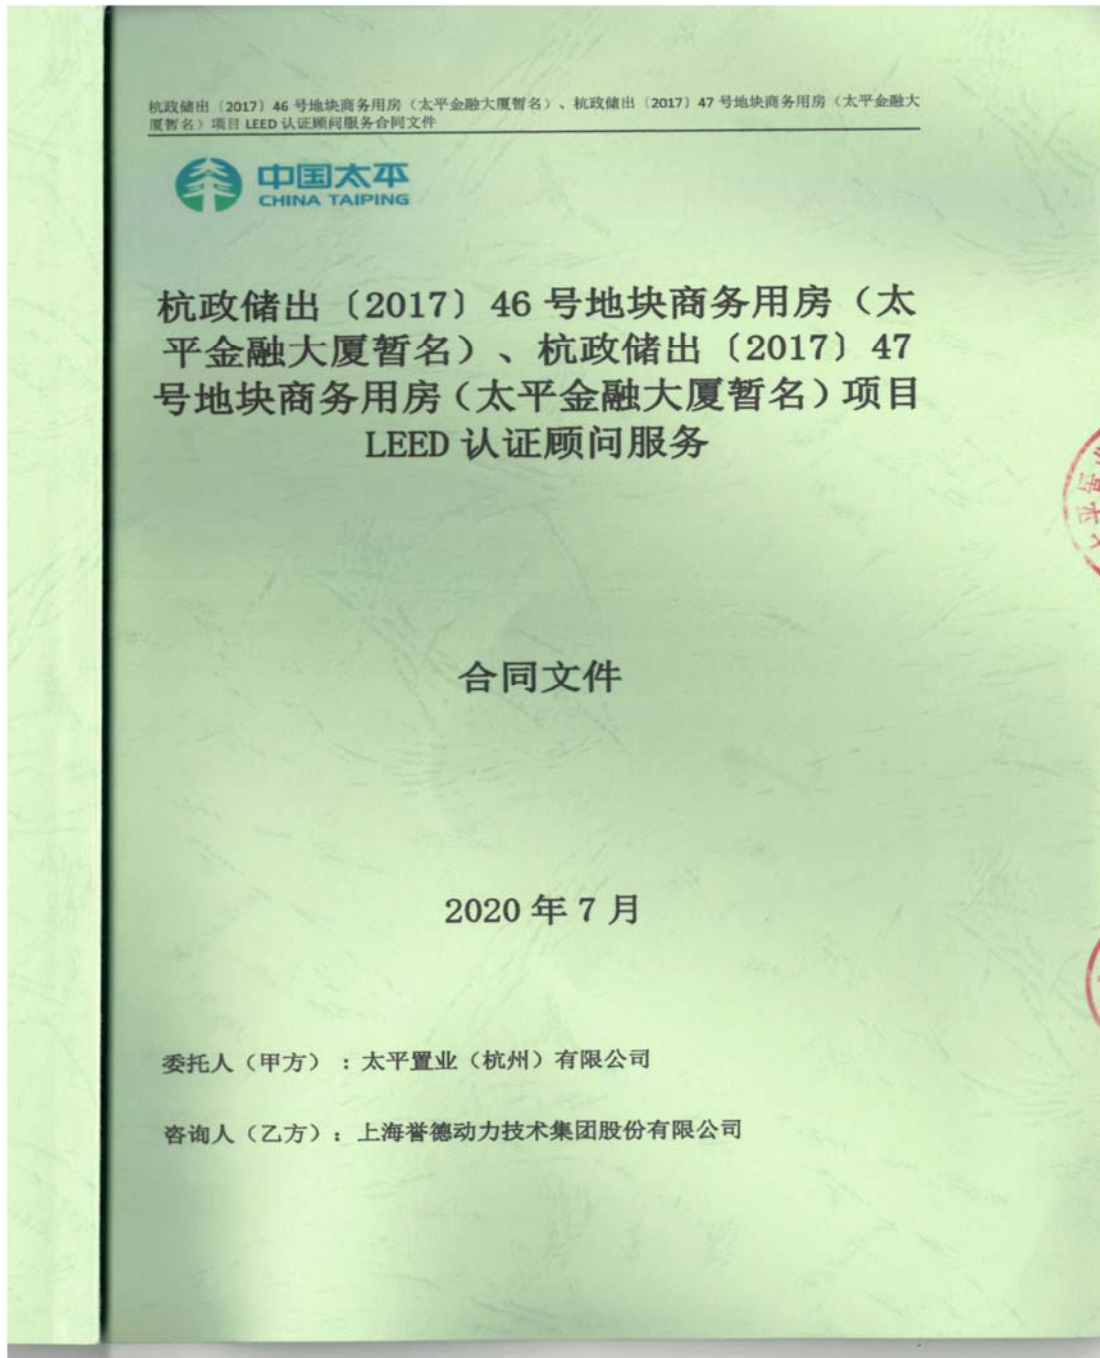 杭政储出〔2017〕46 号地块商务用房（太平金融大厦暂名）、杭政储出〔2017〕47 号地块商务用房（太平金融大
厦暂名）项目 LEED 认证顾问服务合同文件
中国太平
CHINA TAIPING
杭政储出〔2017〕46 号地块商务用房（太
平金融大厦暂名）、杭政储出〔2017〕47
号地块商务用房（太平金融大厦暂名）项目
LEED 认证顾问服务
合同文件
2020 年 7 月
委托人（甲方）：太平置业（杭州）有限公司
咨询人（乙方）：上海誉德动力技术集团股份有限公司